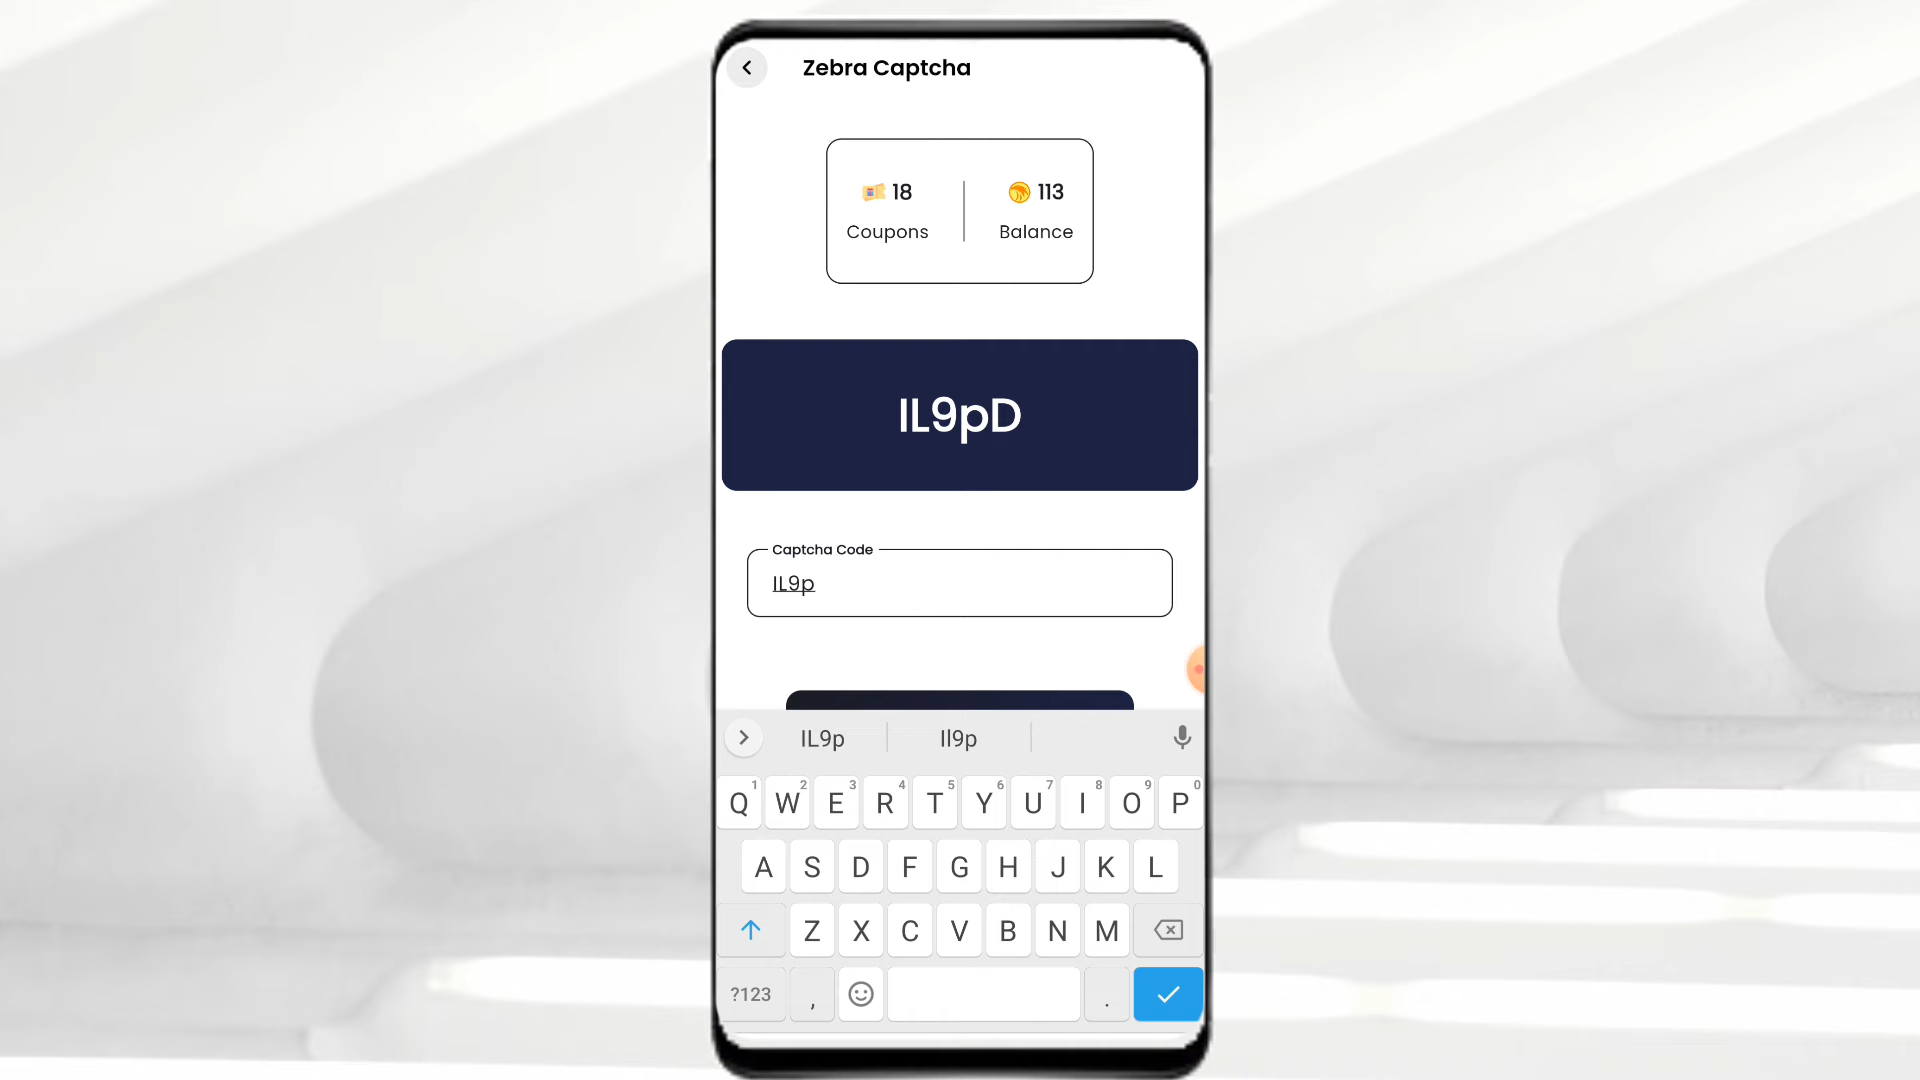 Zebra Captcha
18 113
Coupons Balance
IL9pD
Captcha Code
IL9p
IL9p Il9p
Q1 W2 E3 R4 T5 Y6 U7 I8 O9 P0
A S D F G H J K L
Z X C V B N M
?123 , .